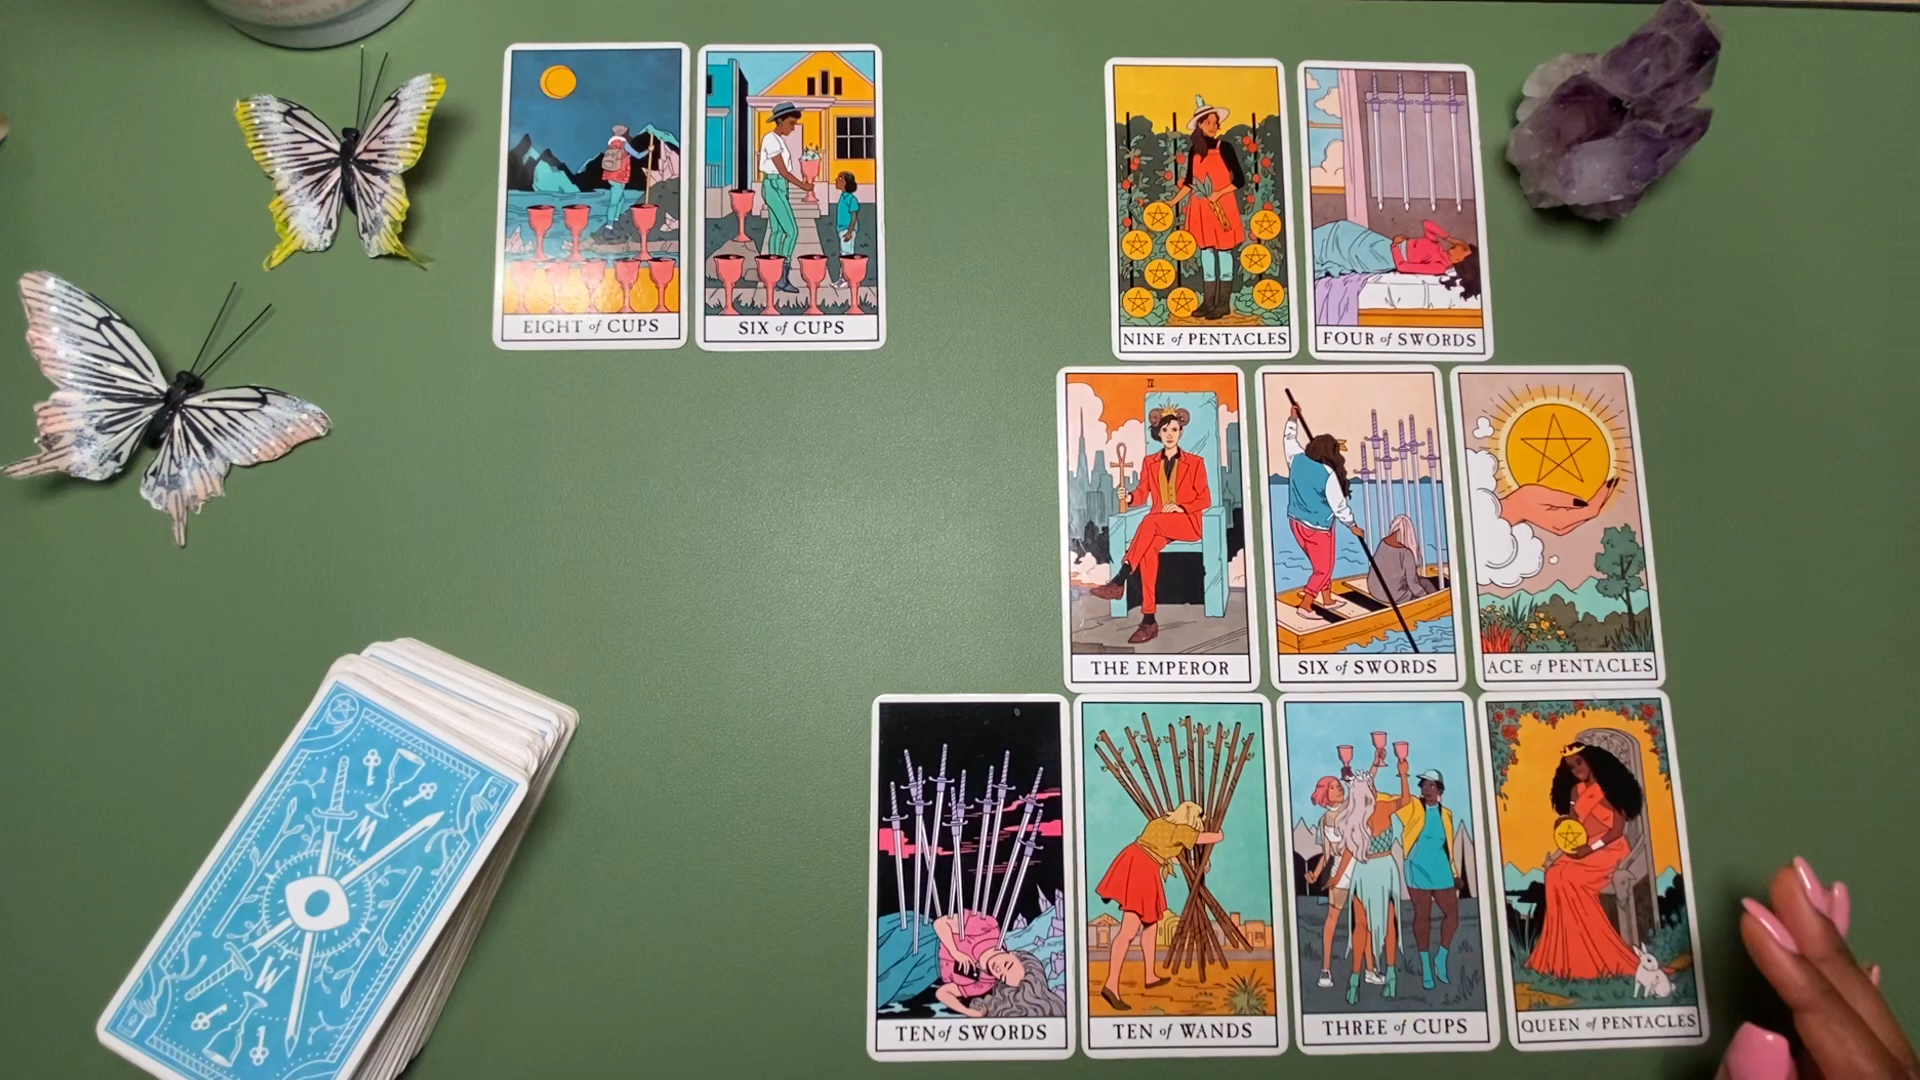 EIGHT of CUPS
SIX of CUPS
NINE of PENTACLES
FOUR of SWORDS
IV
THE EMPEROR
SIX of SWORDS
ACE of PENTACLES
TEN of SWORDS
TEN of WANDS
THREE of CUPS
QUEEN of PENTACLES
M
W